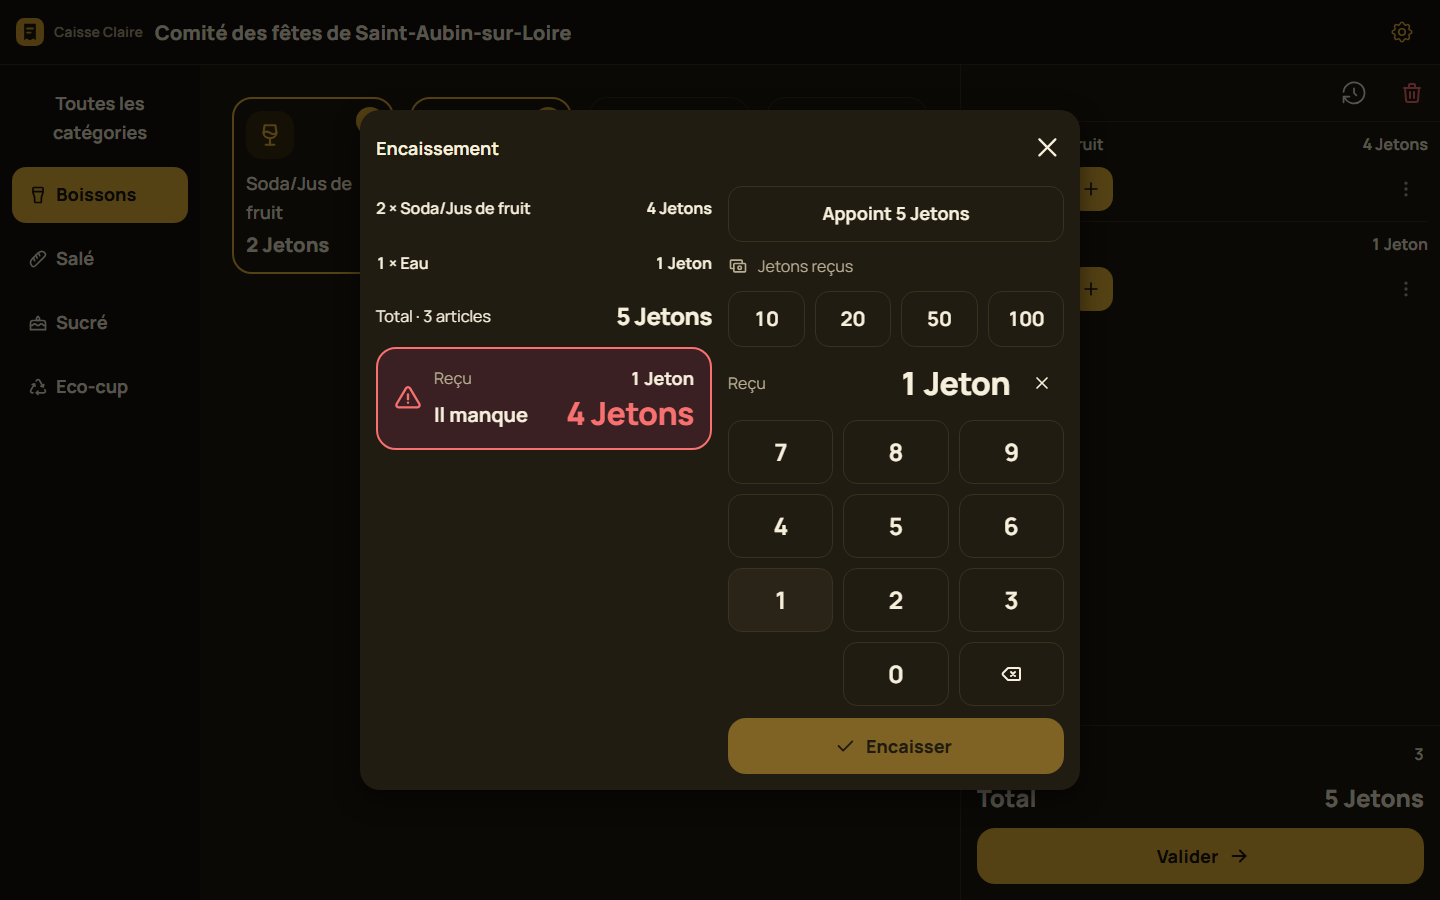 Caisse Claire
Comité des fêtes de Saint-Aubin-sur-Loire
Toutes les
catégories
Boissons
Salé
Sucré
Eco-cup
Soda/Jus de
fruit
2 Jetons
Encaissement
2 × Soda/Jus de fruit
4 Jetons
1 × Eau
1 Jeton
Total · 3 articles
5 Jetons
Reçu
1 Jeton
Il manque
4 Jetons
Appoint 5 Jetons
Jetons reçus
10
20
50
100
Reçu
1 Jeton
7
8
9
4
5
6
1
2
3
0
Encaisser
ruit
4 Jetons
+
1 Jeton
+
3
Total
5 Jetons
Valider